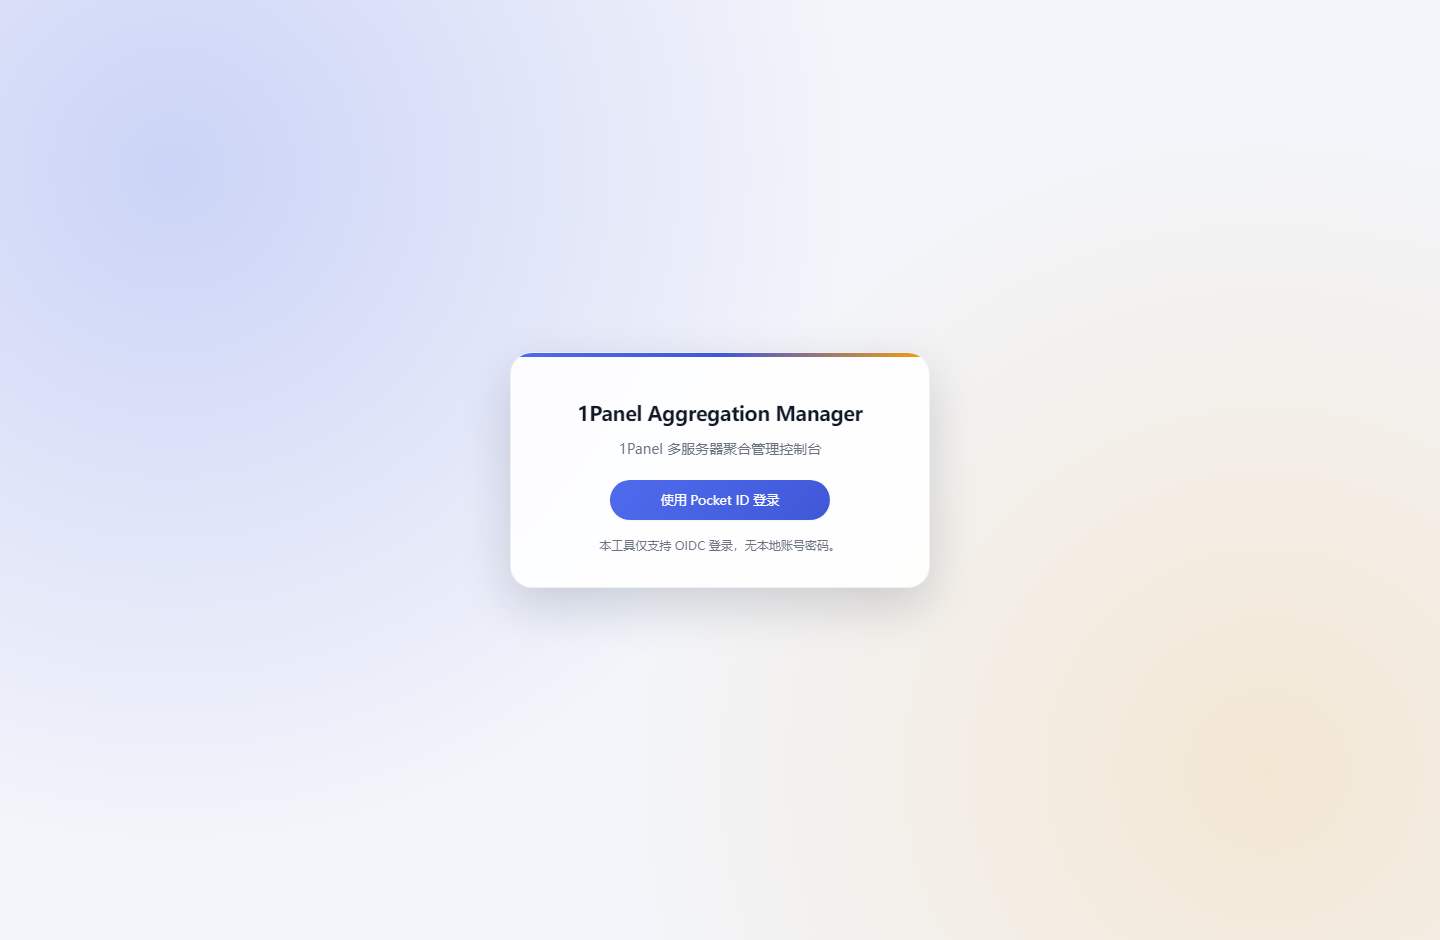 1Panel Aggregation Manager
1Panel 多服务器聚合管理控制台
使用 Pocket ID 登录
本工具仅支持 OIDC 登录，无本地账号密码。